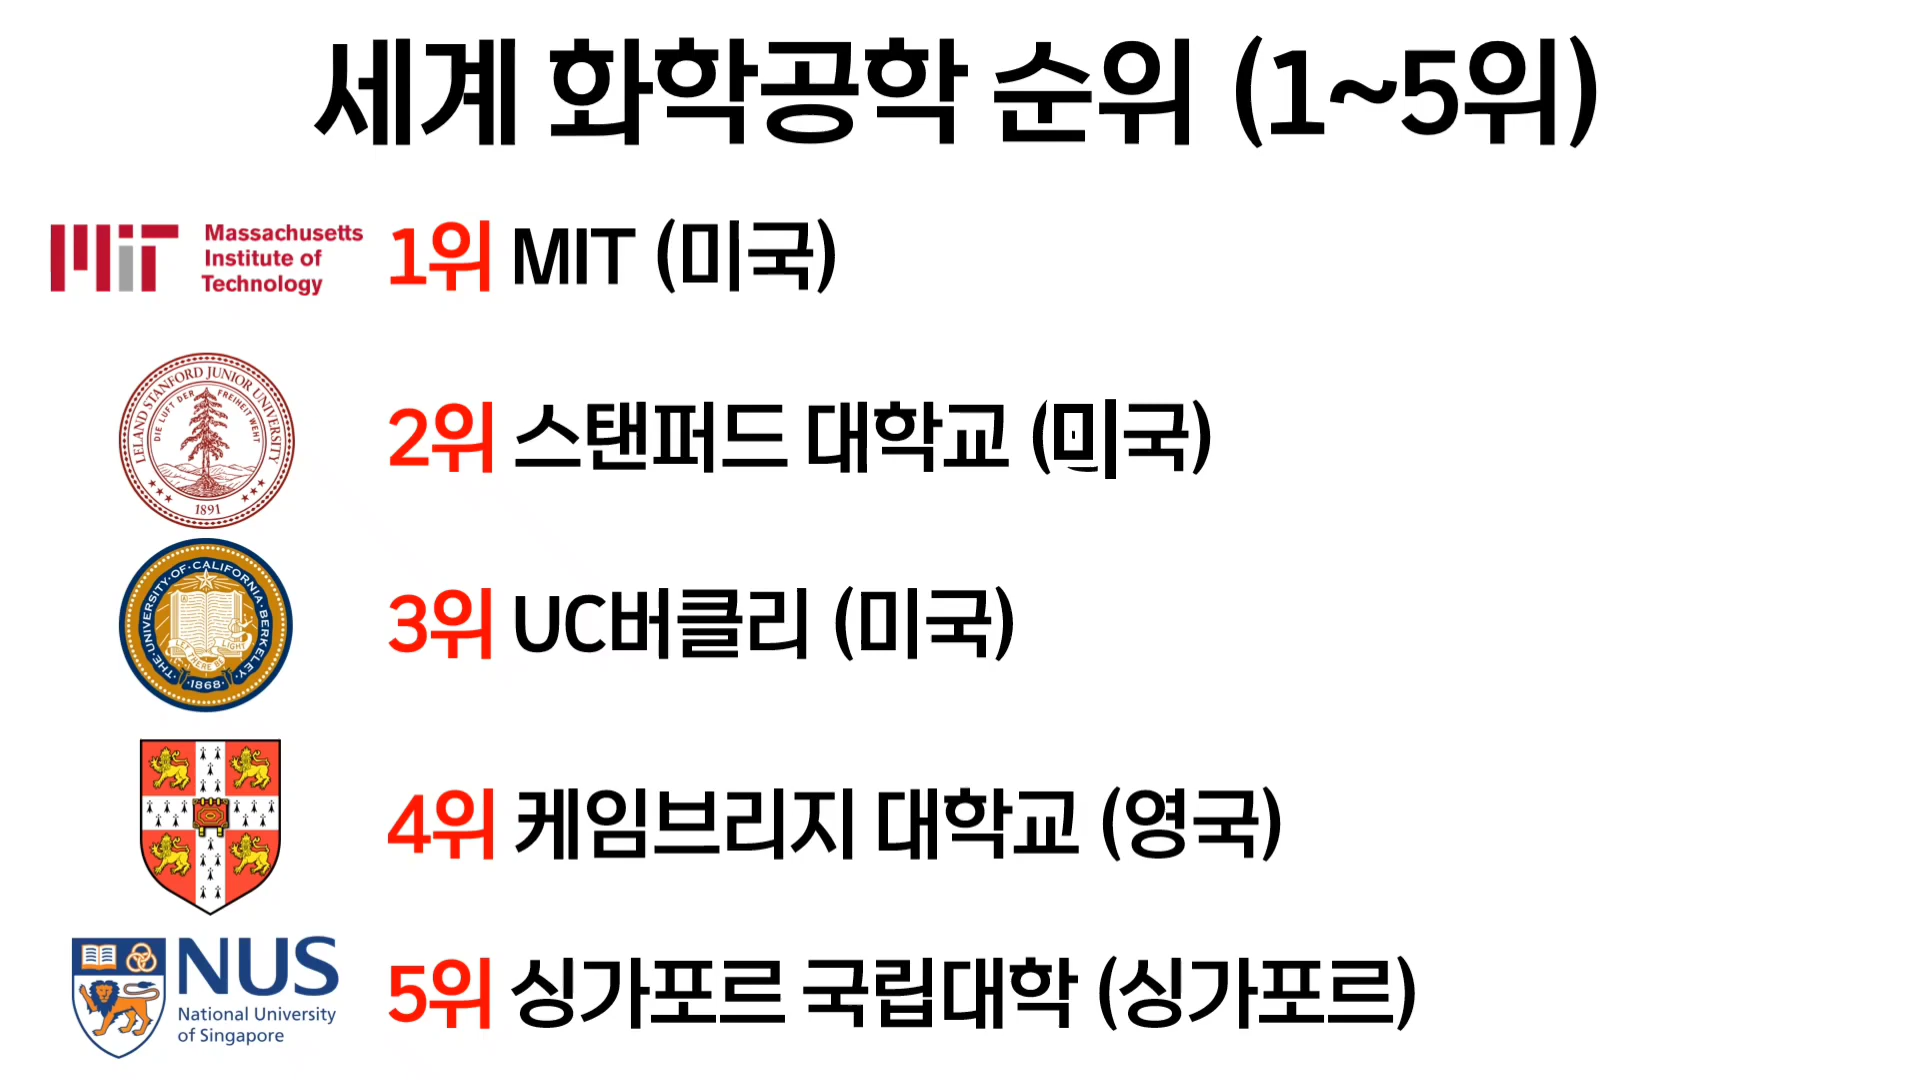 세계 화학공학 순위 (1~5위)
Massachusetts
Institute of
Technology
1위 MIT (미국)
LELAND STANFORD JUNIOR UNIVERSITY
DIE LUFT DER FREIHEIT WEHT
1891
2위 스탠퍼드 대학교 (미국)
THE·UNIVERSITY·OF·CALIFORNIA·BERKELEY·
LET THERE BE LIGHT
·1868·
3위 UC버클리 (미국)
4위 케임브리지 대학교 (영국)
NUS
National University
of Singapore
5위 싱가포르 국립대학 (싱가포르)